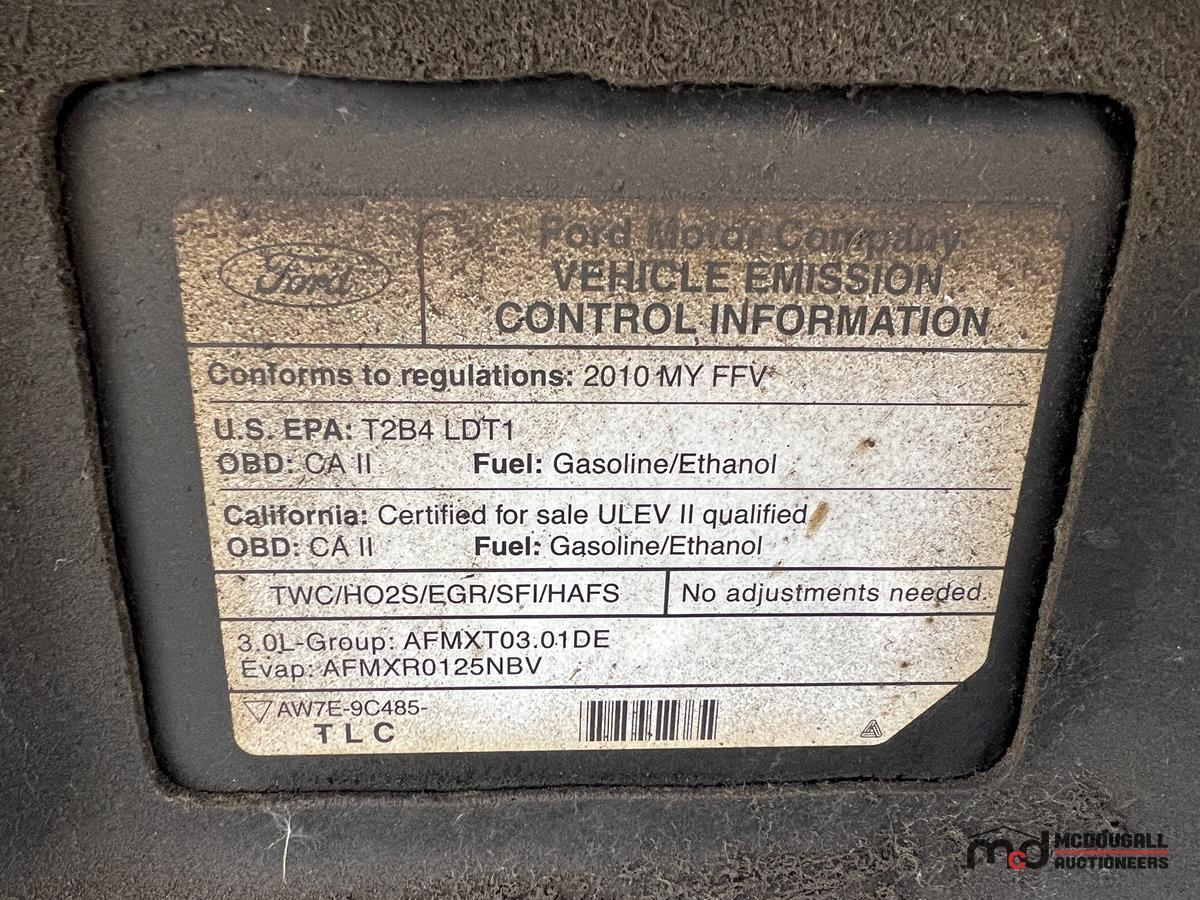 Ford
Ford Motor Company
VEHICLE EMISSION
CONTROL INFORMATION
Conforms to regulations: 2010 MY FFV
U.S. EPA: T2B4 LDT1
OBD: CA II Fuel: Gasoline/Ethanol
California: Certified for sale ULEV II qualified
OBD: CA II Fuel: Gasoline/Ethanol
TWC/HO2S/EGR/SFI/HAFS No adjustments needed.
3.0L-Group: AFMXT03.01DE
Evap: AFMXR0125NBV
AW7E-9C485-
TLC
mcd MCDOUGALL
AUCTIONEERS